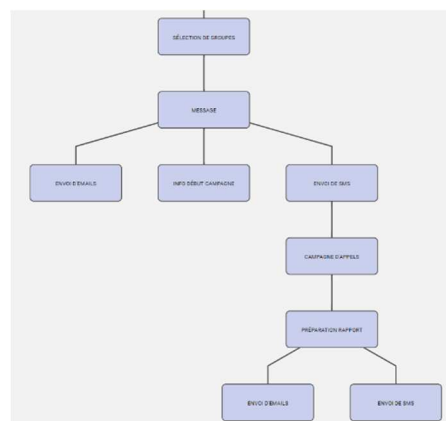 SÉLECTION DE GROUPES
MESSAGE
ENVOI D'EMAILS
INFO DÉBUT CAMPAGNE
ENVOI DE SMS
CAMPAGNE D'APPELS
PRÉPARATION RAPPORT
ENVOI D'EMAILS
ENVOI DE SMS